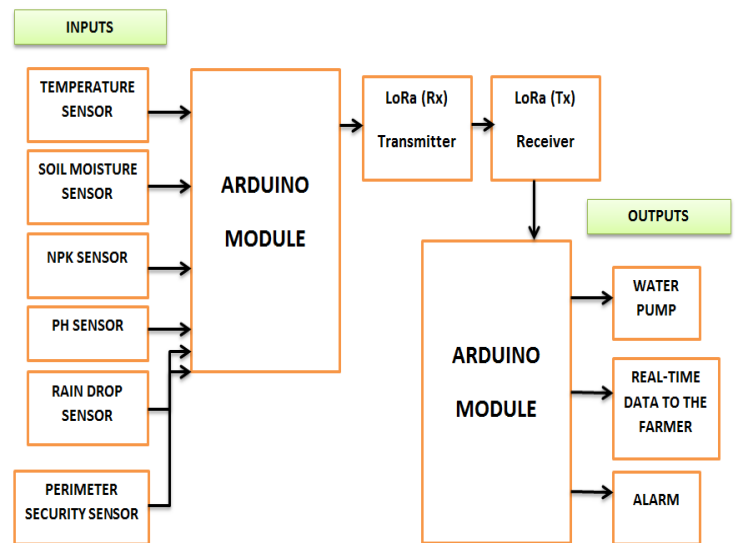 INPUTS
TEMPERATURE
SENSOR
SOIL MOISTURE
SENSOR
NPK SENSOR
PH SENSOR
RAIN DROP
SENSOR
PERIMETER
SECURITY SENSOR
ARDUINO
MODULE
LoRa (Rx)
Transmitter
LoRa (Tx)
Receiver
ARDUINO
MODULE
OUTPUTS
WATER
PUMP
REAL-TIME
DATA TO THE
FARMER
ALARM